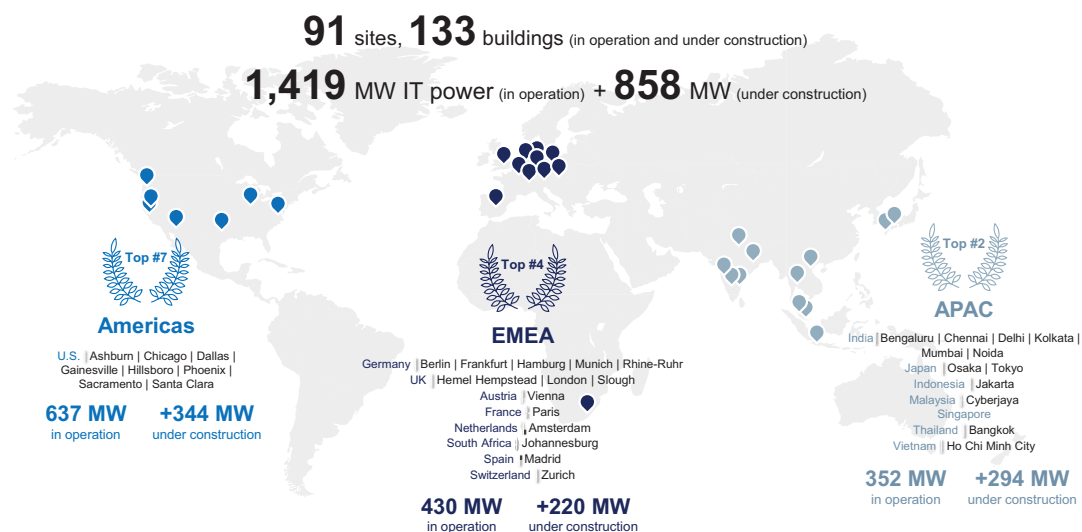 91 sites, 133 buildings (in operation and under construction)
1,419 MW IT power (in operation) + 858 MW (under construction)
Top #7
Americas
U.S. | Ashburn | Chicago | Dallas |
Gainesville | Hillsboro | Phoenix |
Sacramento | Santa Clara
637 MW
in operation
+344 MW
under construction
Top #4
EMEA
Germany | Berlin | Frankfurt | Hamburg | Munich | Rhine-Ruhr
UK | Hemel Hempstead | London | Slough
Austria | Vienna
France | Paris
Netherlands | Amsterdam
South Africa | Johannesburg
Spain | Madrid
Switzerland | Zurich
430 MW
in operation
+220 MW
under construction
Top #2
APAC
India | Bengaluru | Chennai | Delhi | Kolkata |
Mumbai | Noida
Japan | Osaka | Tokyo
Indonesia | Jakarta
Malaysia | Cyberjaya
Singapore
Thailand | Bangkok
Vietnam | Ho Chi Minh City
352 MW
in operation
+294 MW
under construction